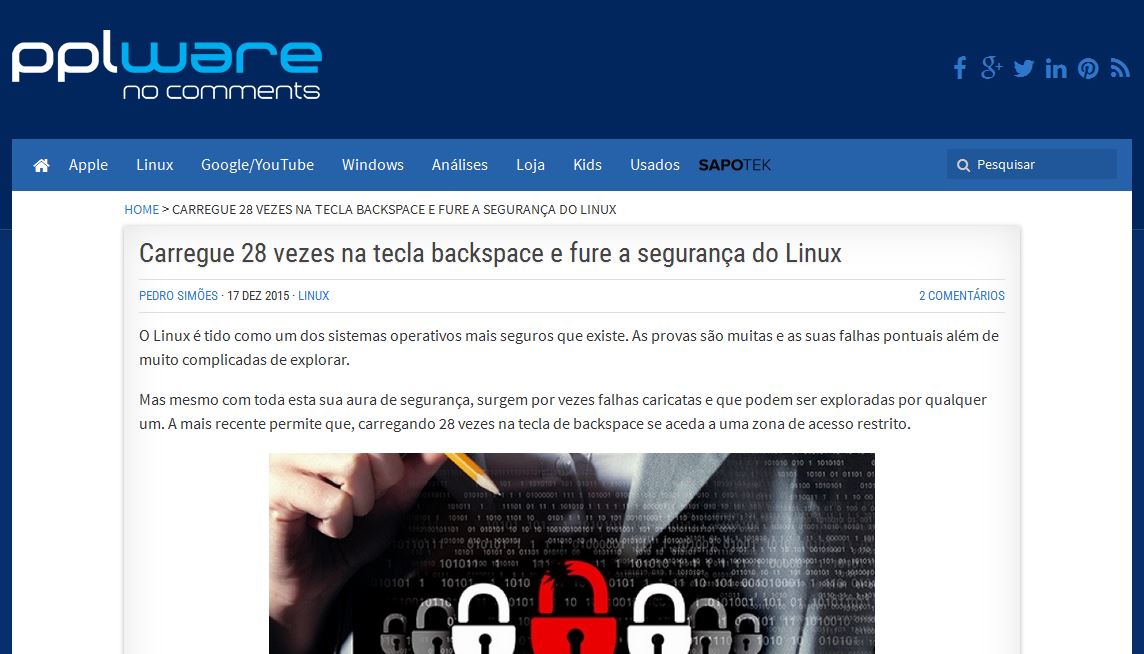 pplware
no comments
Apple Linux Google/YouTube Windows Análises Loja Kids Usados SAPOTEK Pesquisar
HOME > CARREGUE 28 VEZES NA TECLA BACKSPACE E FURE A SEGURANÇA DO LINUX
Carregue 28 vezes na tecla backspace e fure a segurança do Linux
PEDRO SIMÕES · 17 DEZ 2015 · LINUX 2 COMENTÁRIOS
O Linux é tido como um dos sistemas operativos mais seguros que existe. As provas são muitas e as suas falhas pontuais além de
muito complicadas de explorar.
Mas mesmo com toda esta sua aura de segurança, surgem por vezes falhas caricatas e que podem ser exploradas por qualquer
um. A mais recente permite que, carregando 28 vezes na tecla de backspace se aceda a uma zona de acesso restrito.